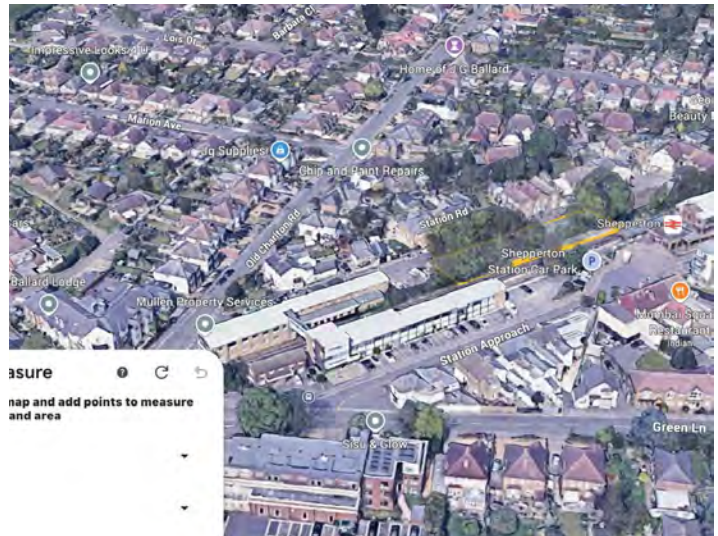 Lois Dr
Barbara Cl
Impressive Looks 4 U
Home of J G Ballard
Beauty
Marion Ave
Jg Supplies
Chip and Paint Repairs
Station Rd
Old Charlton Rd
Shepperton
Shepperton
Station Car Park
P
Ballard Lodge
Mullen Property Services
Restaurant
Indian
Station Approach
asure
?
map and add points to measure
and area
Green Ln
Sisu & Glow